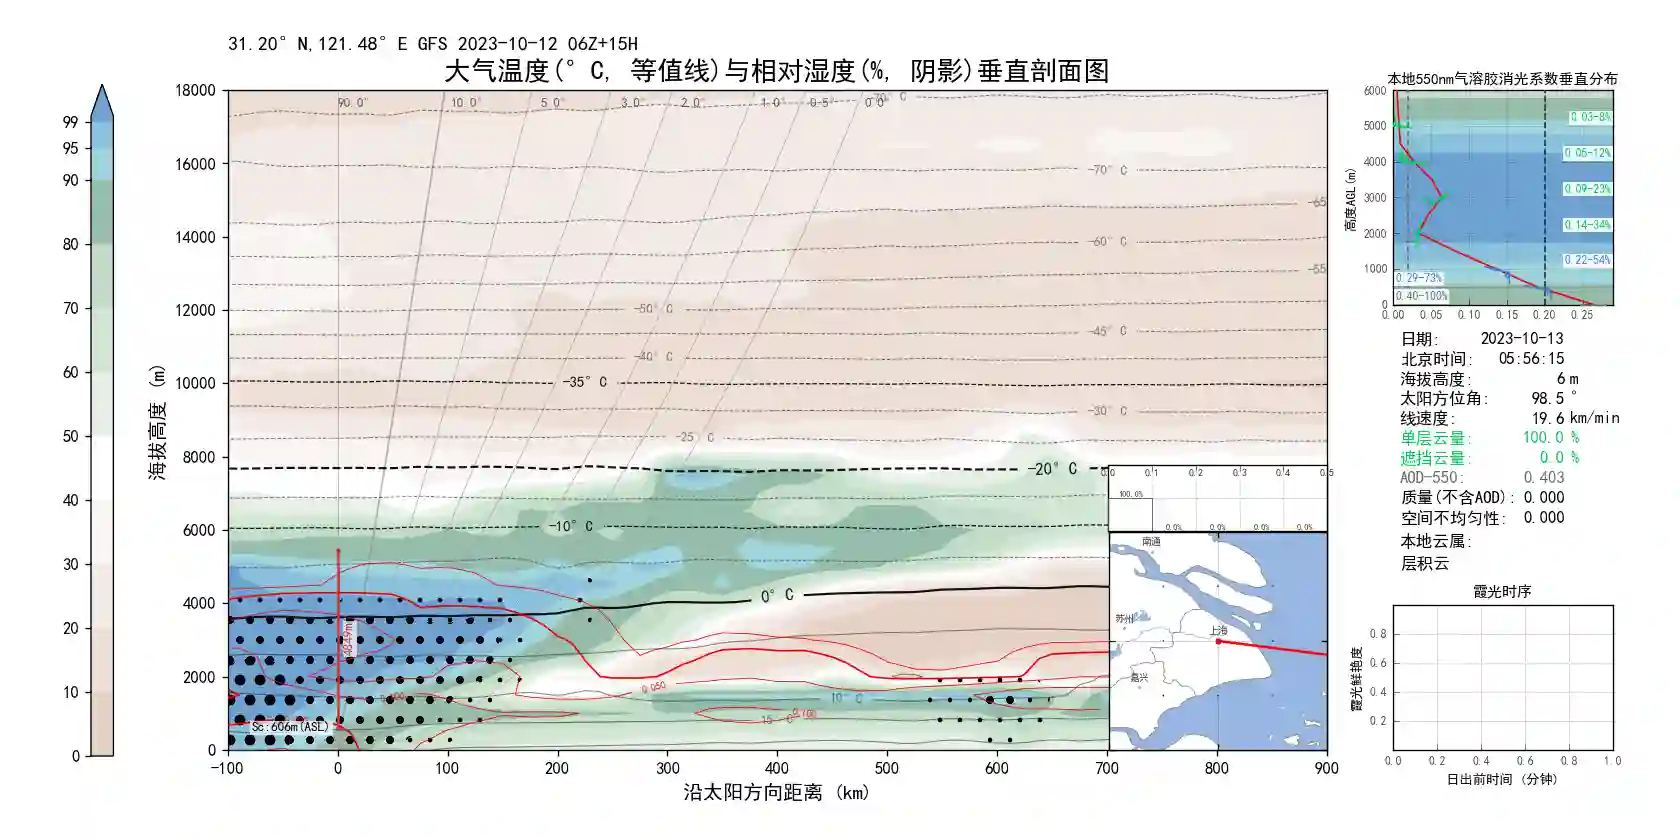 31.20° N,121.48° E GFS 2023-10-12 06Z+15H
大气温度(° C, 等值线)与相对湿度(%, 阴影)垂直剖面图
99
95
90
80
70
60
50
40
30
20
10
0
海拔高度 (m)
18000
16000
14000
12000
10000
8000
6000
4000
2000
0
90.0° 10.0° 5.0° 3.0° 2.0° 1.0° 0.5° 0.0°
-70° C
-70° C
-65
-60° C
-55
-50° C
-45° C
-40° C
-35° C
-30° C
-25 C
-20° C
-10° C
0° C
4849m
0.050
10° C
15° C
0.100
Sc:606m(ASL)
-100 0 100 200 300 400 500 600 700 800 900
沿太阳方向距离 (km)
0.0 0.1 0.2 0.3 0.4 0.5
100.0%
0.0% 0.0% 0.0% 0.0%
南通
苏州
上海
嘉兴
本地550nm气溶胶消光系数垂直分布
高度AGL(m)
6000
5000
4000
3000
2000
1000
0
0.03-8%
0.05-12%
0.09-23%
0.14-34%
0.22-54%
0.29-73%
0.40-100%
0.00 0.05 0.10 0.15 0.20 0.25
日期: 2023-10-13
北京时间: 05:56:15
海拔高度: 6 m
太阳方位角: 98.5 °
线速度: 19.6 km/min
单层云量: 100.0 %
遮挡云量: 0.0 %
AOD-550: 0.403
质量(不含AOD): 0.000
空间不均匀性: 0.000
本地云属:
层积云
霞光时序
霞光鲜艳度
0.8
0.6
0.4
0.2
0.0 0.2 0.4 0.6 0.8 1.0
日出前时间 (分钟)